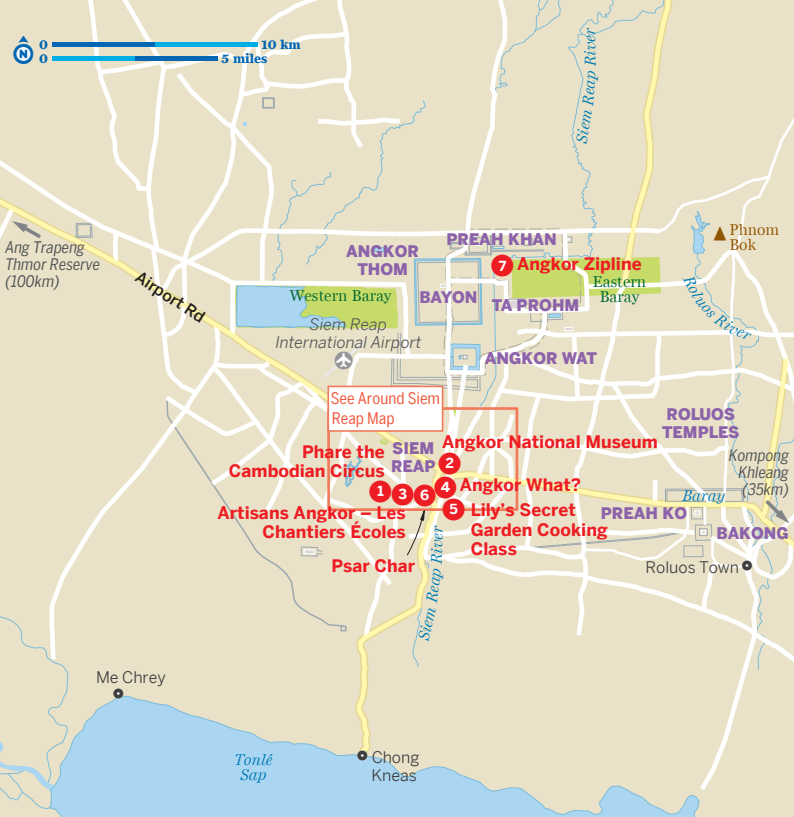 0 10 km
N
0 5 miles
Siem Reap River
Ang Trapeng
Thmor Reserve
(100km)
Airport Rd
PREAH KHAN
ANGKOR
THOM
7 Angkor Zipline
Phnom
Bok
Western Baray
BAYON
TA PROHM
Eastern
Baray
Roluos River
Siem Reap
International Airport
ANGKOR WAT
See Around Siem
Reap Map
ROLUOS
TEMPLES
Phare the
Cambodian Circus
SIEM
REAP
Angkor National Museum
2
Kompong
Khleang
(35km)
1
3
6
4 Angkor What?
Baray
Artisans Angkor – Les
Chantiers Écoles
5 Lily's Secret
Garden Cooking
Class
PREAH KO
BAKONG
Psar Char
Siem Reap River
Roluos Town
Me Chrey
Tonlé
Sap
Chong
Kneas